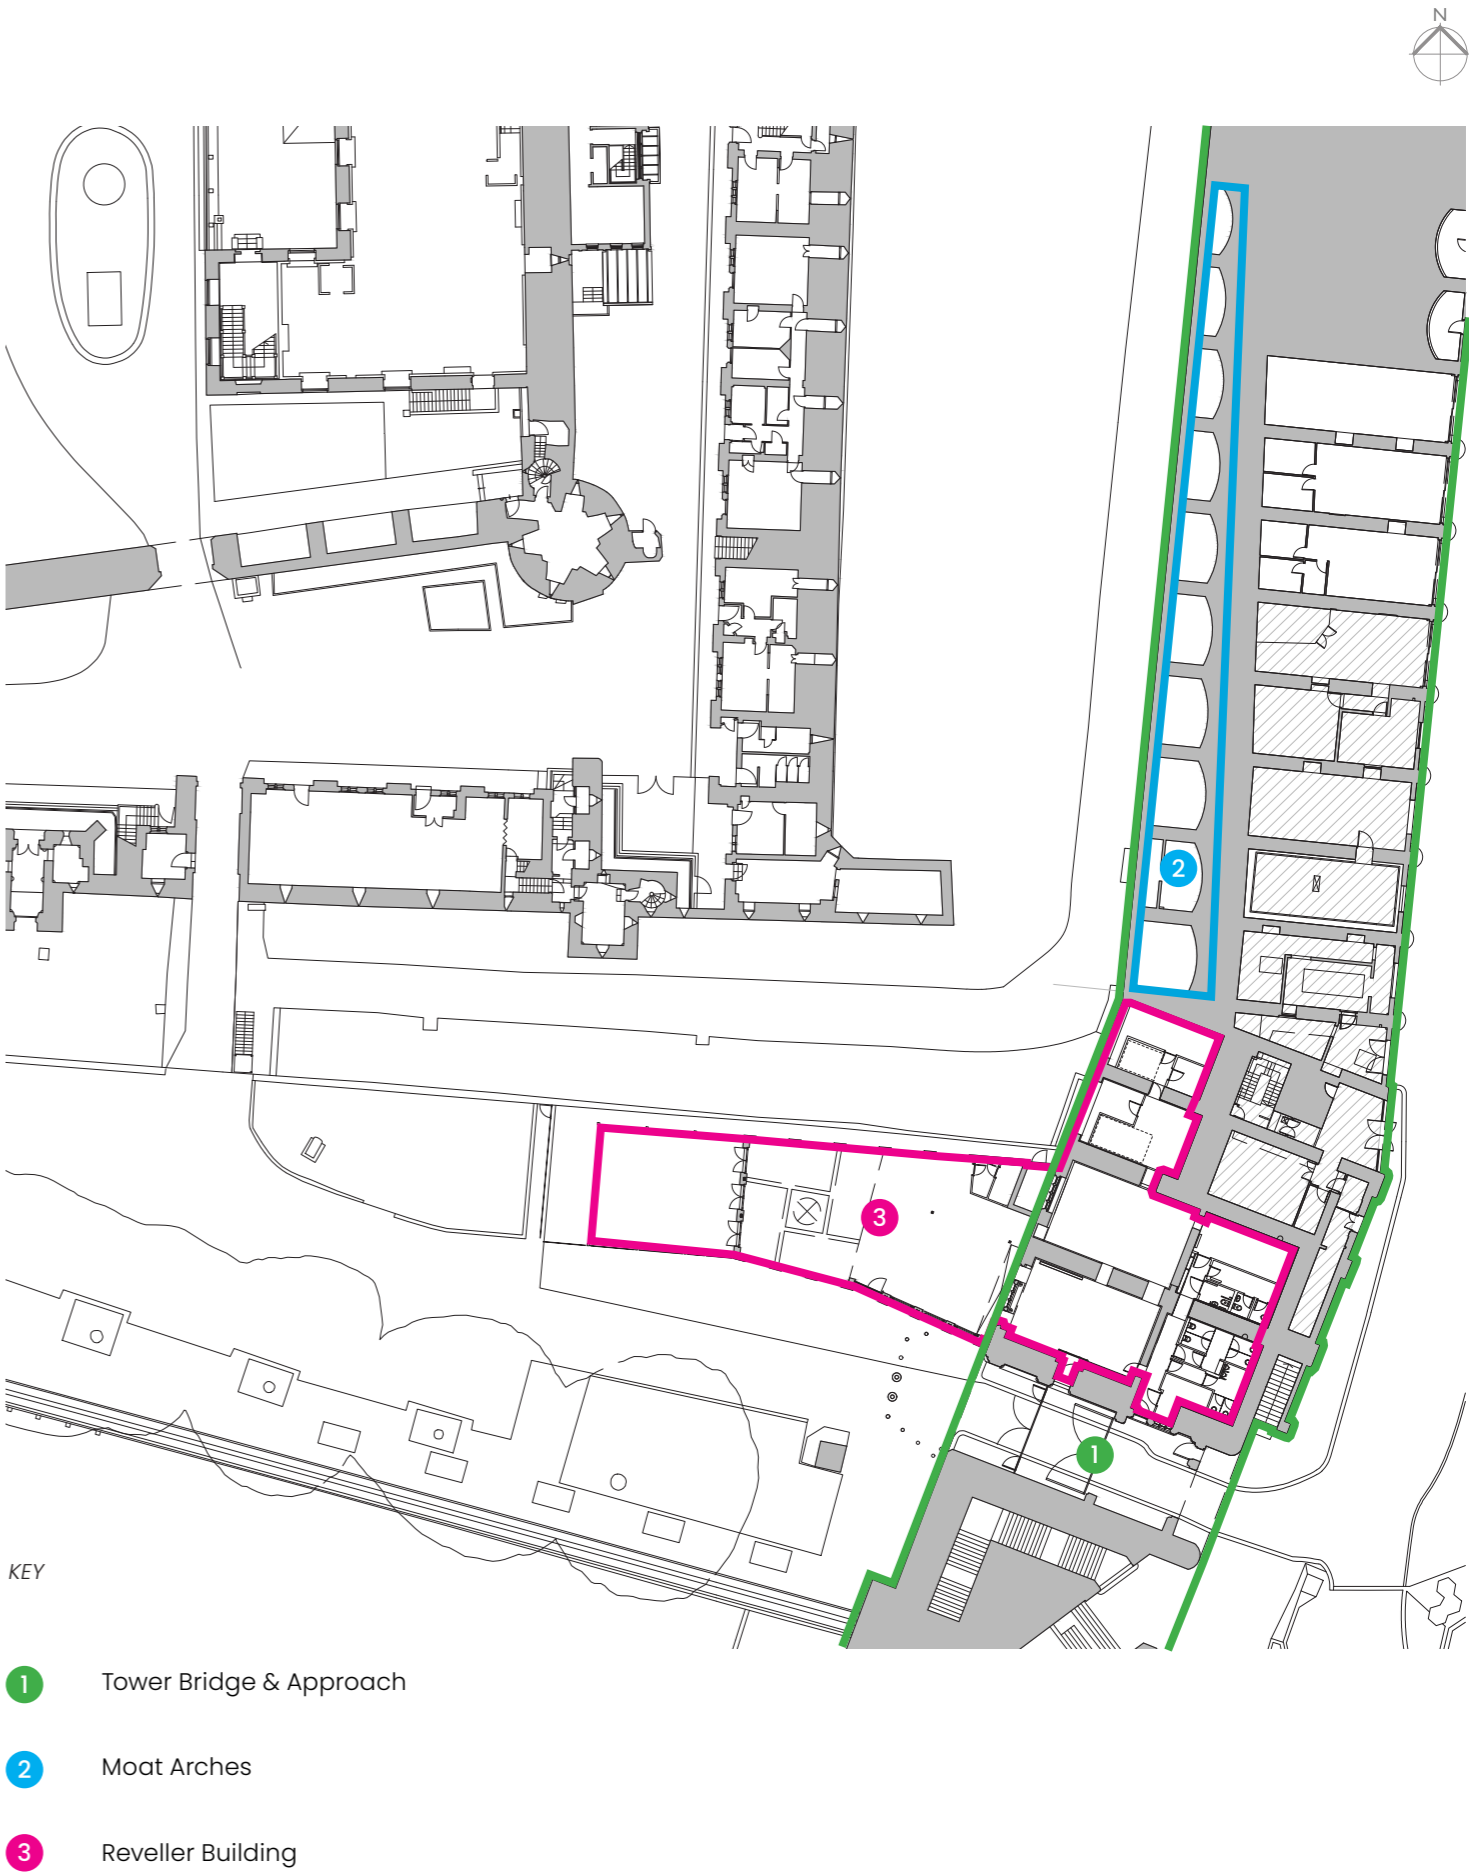 N
2
3
1
KEY
1 Tower Bridge & Approach
2 Moat Arches
3 Reveller Building